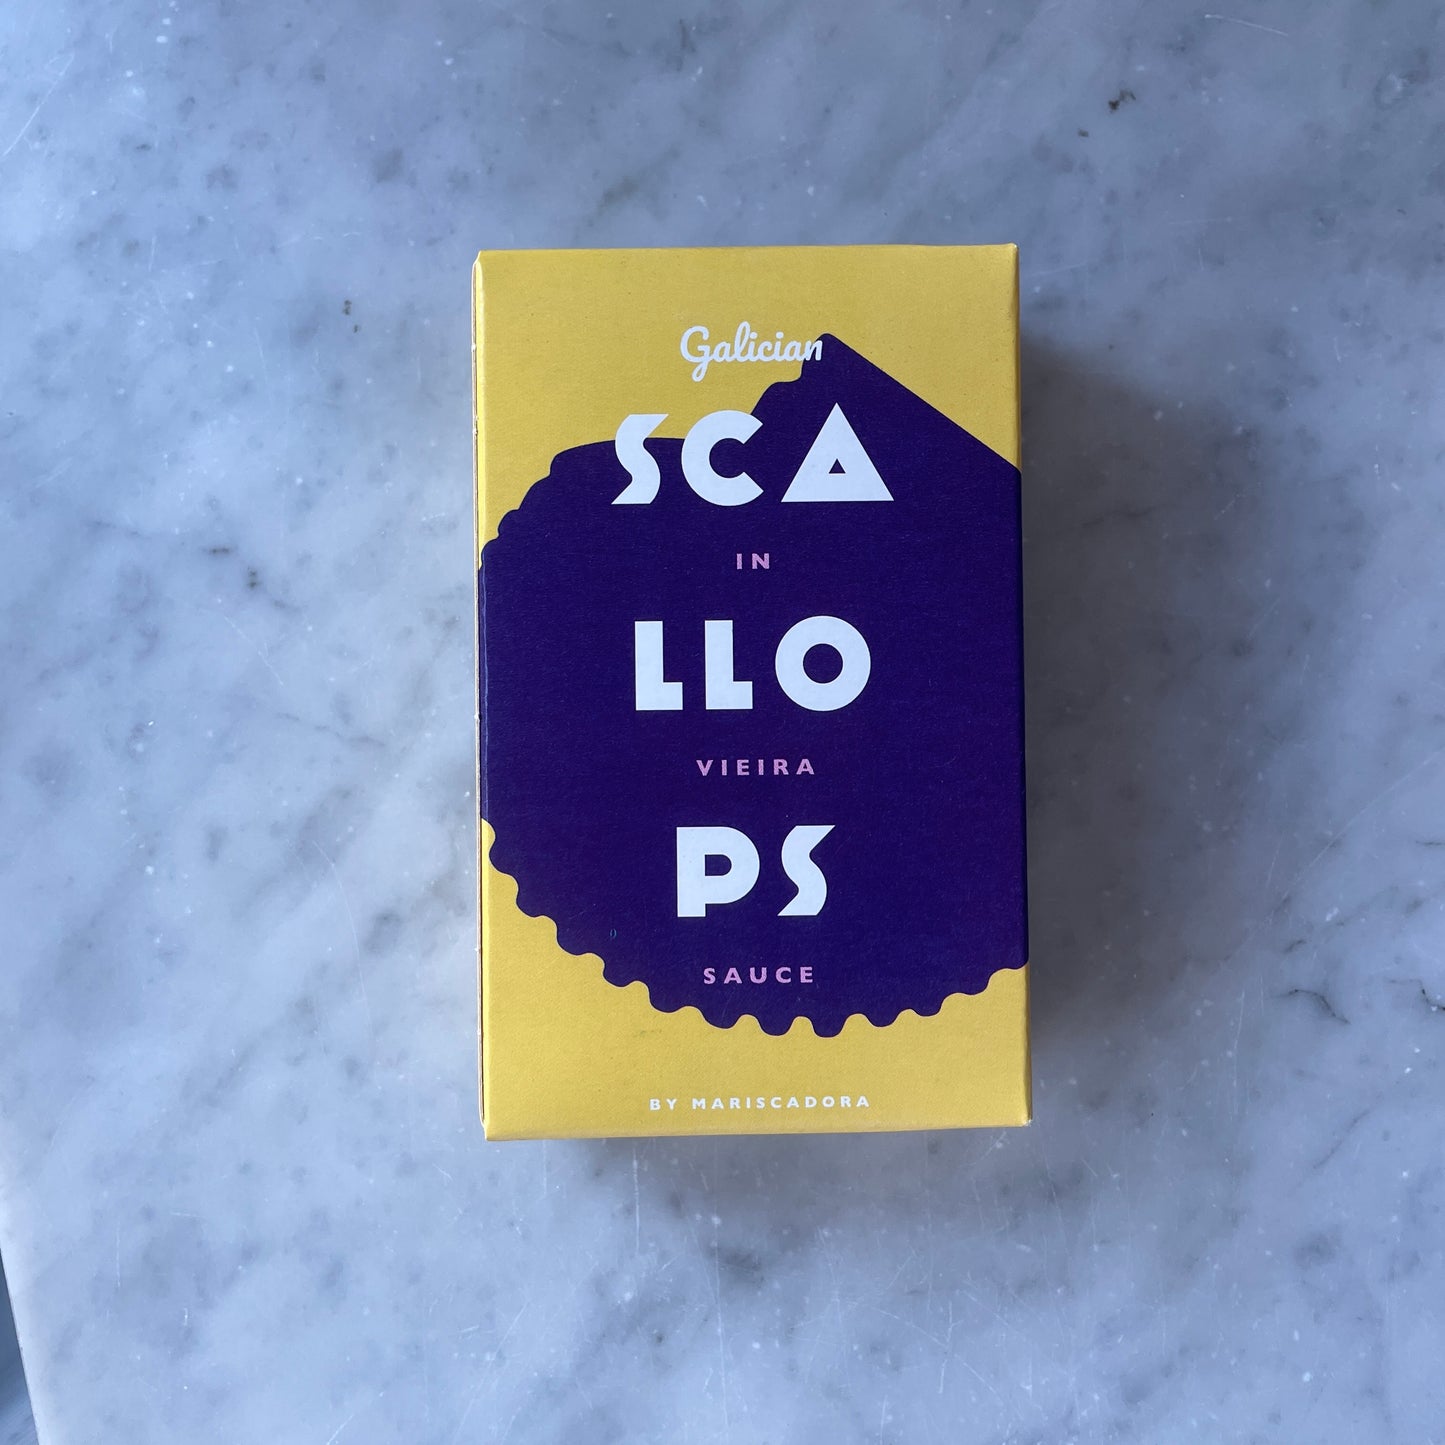 Galician
SCA
IN
LLO
VIEIRA
PS
SAUCE
BY MARISCADORA